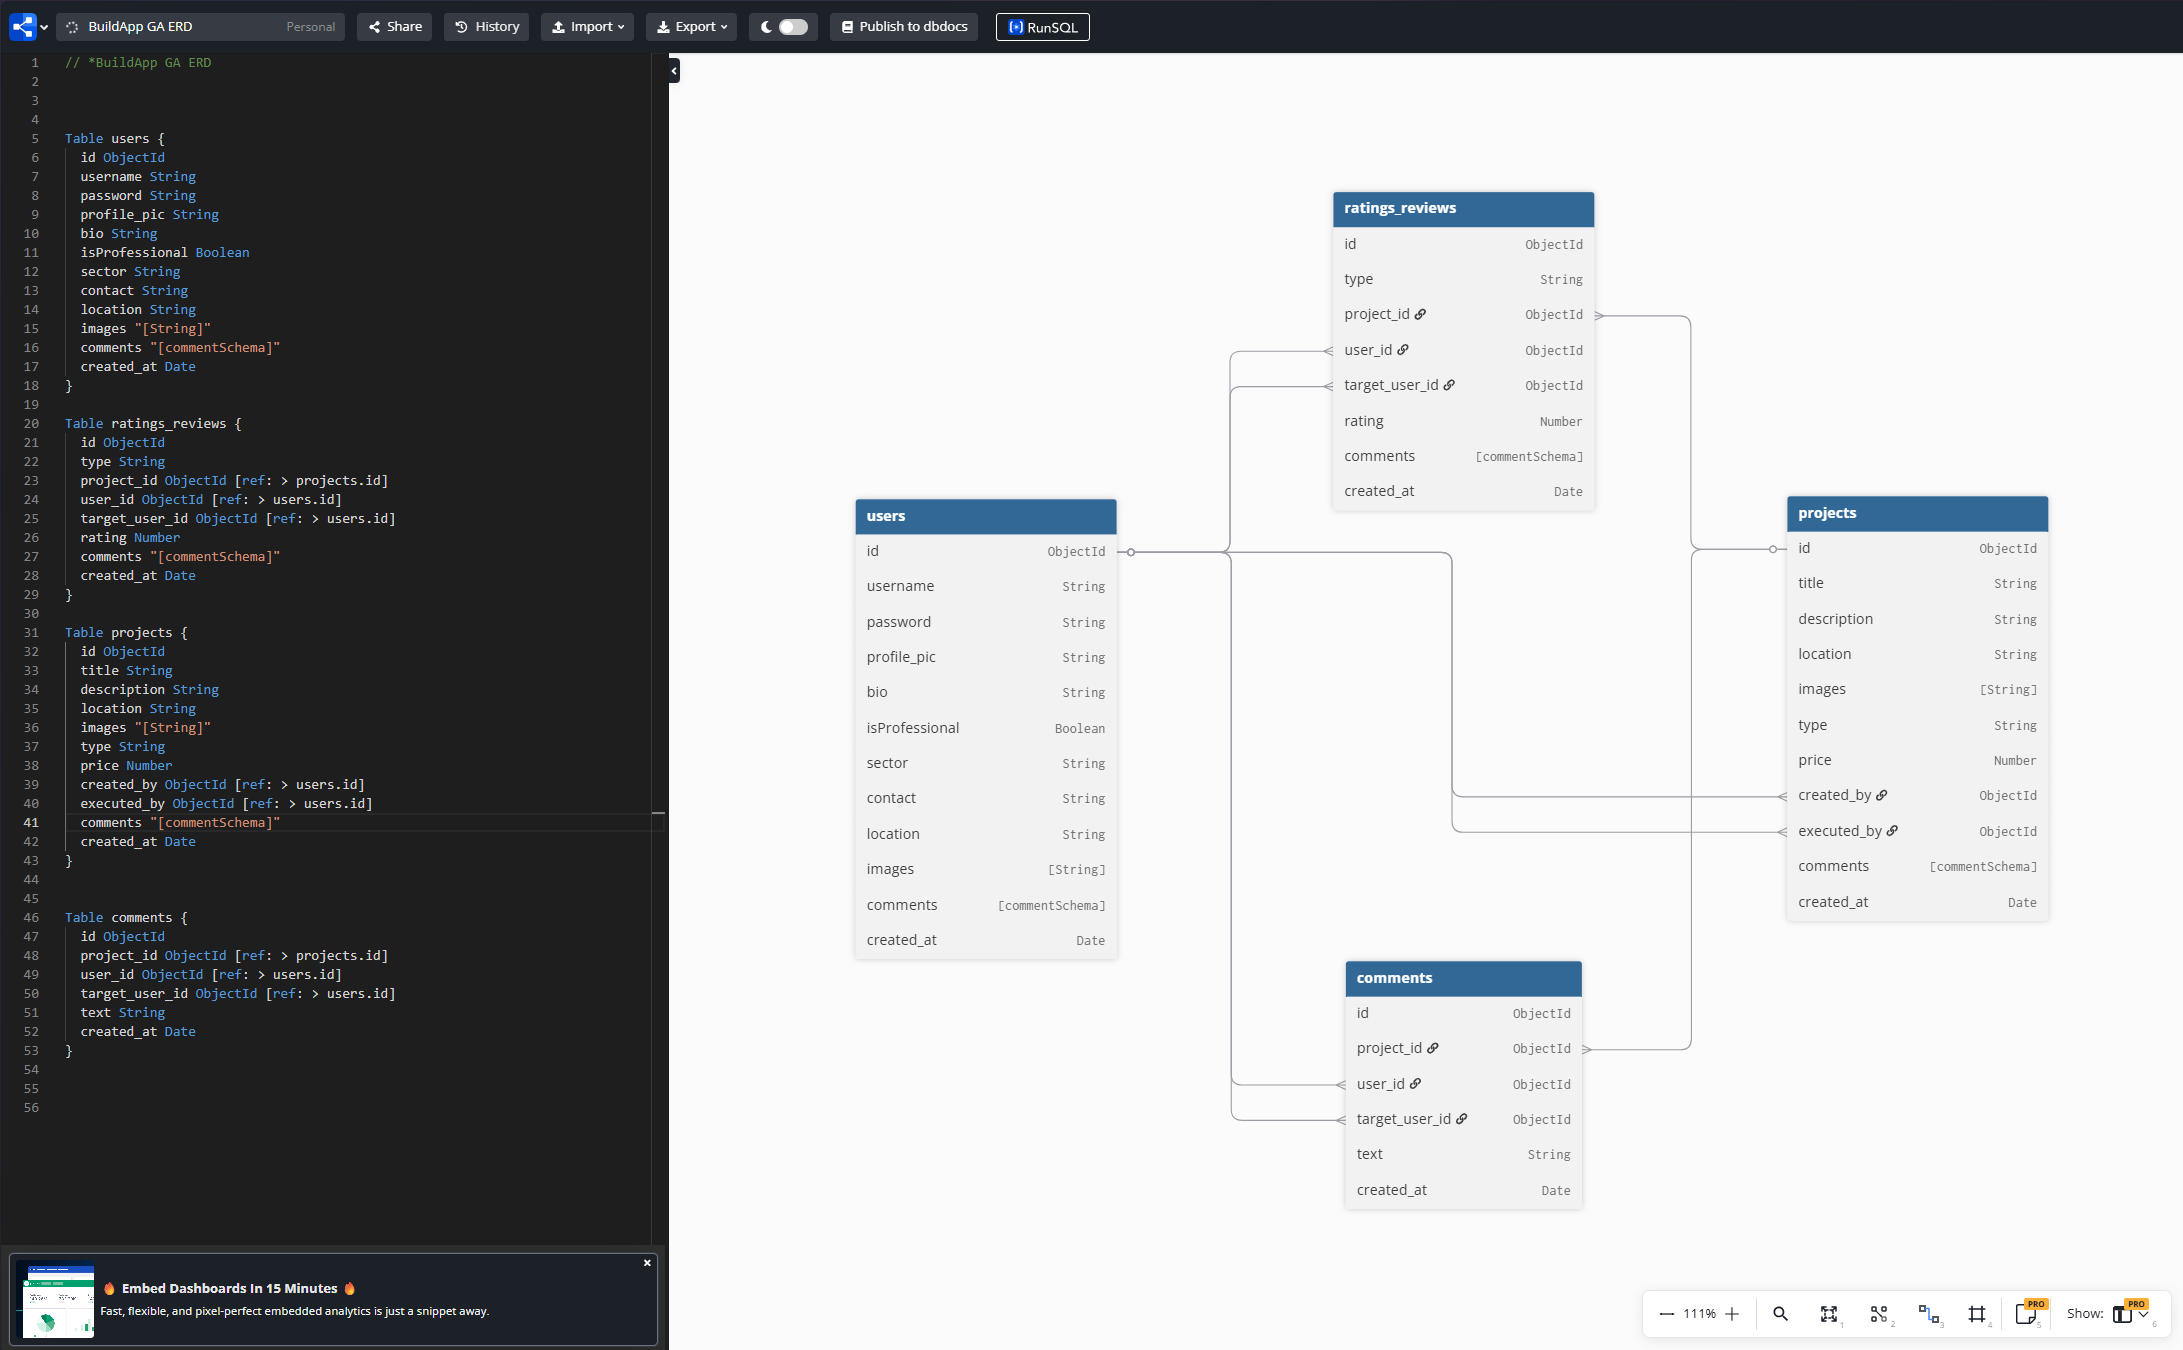 BuildApp GA ERD Personal Share History Import Export Publish to dbdocs RunSQL
1 // *BuildApp GA ERD
2
3
4
5 Table users {
6 id ObjectId
7 username String
8 password String
9 profile_pic String
10 bio String
11 isProfessional Boolean
12 sector String
13 contact String
14 location String
15 images "[String]"
16 comments "[commentSchema]"
17 created_at Date
18 }
19
20 Table ratings_reviews {
21 id ObjectId
22 type String
23 project_id ObjectId [ref: > projects.id]
24 user_id ObjectId [ref: > users.id]
25 target_user_id ObjectId [ref: > users.id]
26 rating Number
27 comments "[commentSchema]"
28 created_at Date
29 }
30
31 Table projects {
32 id ObjectId
33 title String
34 description String
35 location String
36 images "[String]"
37 type String
38 price Number
39 created_by ObjectId [ref: > users.id]
40 executed_by ObjectId [ref: > users.id]
41 comments "[commentSchema]"
42 created_at Date
43 }
44
45
46 Table comments {
47 id ObjectId
48 project_id ObjectId [ref: > projects.id]
49 user_id ObjectId [ref: > users.id]
50 target_user_id ObjectId [ref: > users.id]
51 text String
52 created_at Date
53 }
54
55
56
Embed Dashboards In 15 Minutes
Fast, flexible, and pixel-perfect embedded analytics is just a snippet away.
ratings_reviews
id ObjectId
type String
project_id ObjectId
user_id ObjectId
target_user_id ObjectId
rating Number
comments [commentSchema]
created_at Date
users
id ObjectId
username String
password String
profile_pic String
bio String
isProfessional Boolean
sector String
contact String
location String
images [String]
comments [commentSchema]
created_at Date
projects
id ObjectId
title String
description String
location String
images [String]
type String
price Number
created_by ObjectId
executed_by ObjectId
comments [commentSchema]
created_at Date
comments
id ObjectId
project_id ObjectId
user_id ObjectId
target_user_id ObjectId
text String
created_at Date
111% 1 2 3 4 PRO 5 Show: PRO 6